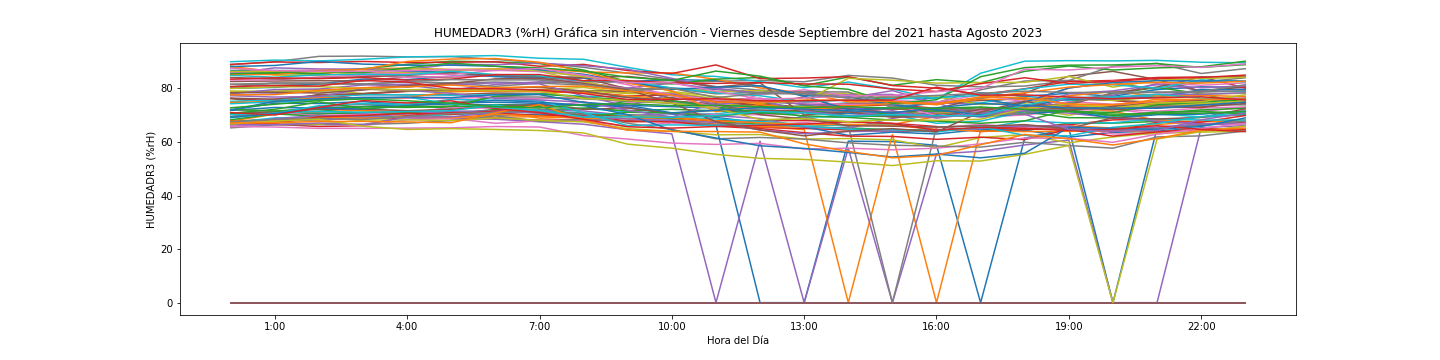 HUMEDADR3 (%rH) Gráfica sin intervención - Viernes desde Septiembre del 2021 hasta Agosto 2023
HUMEDADR3 (%rH)
80
60
40
20
0
1:00 4:00 7:00 10:00 13:00 16:00 19:00 22:00
Hora del Día